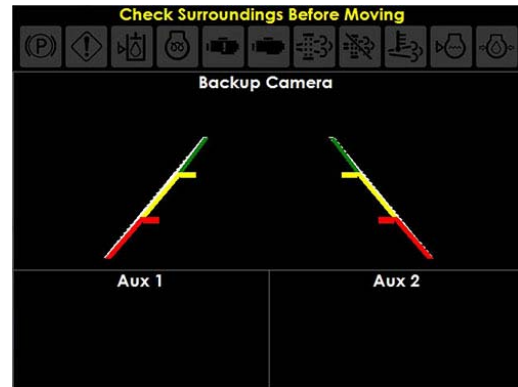 Check Surroundings Before Moving
(P)
Backup Camera
Aux 1
Aux 2